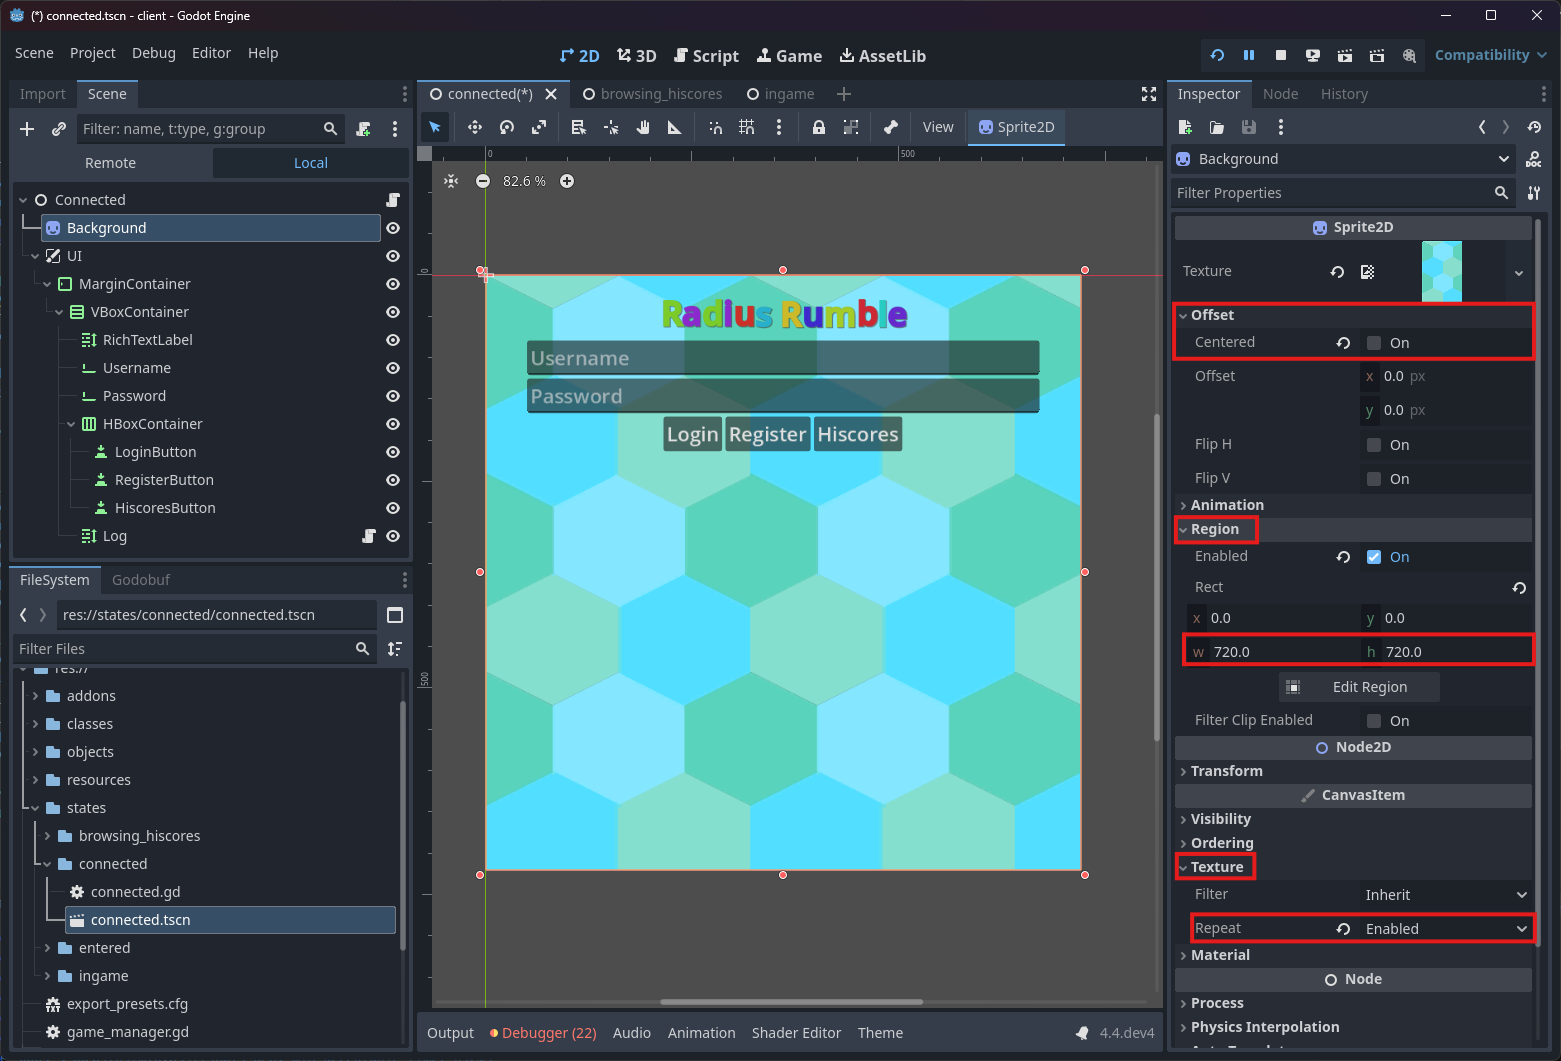 (*) connected.tscn - client - Godot Engine
Scene Project Debug Editor Help
2D 3D Script Game AssetLib
Compatibility
Import Scene
Filter: name, t:type, g:group
Remote Local
Connected
Background
UI
MarginContainer
VBoxContainer
RichTextLabel
Username
Password
HBoxContainer
LoginButton
RegisterButton
HiscoresButton
Log
FileSystem Godobuf
res://states/connected/connected.tscn
Filter Files
res://
addons
classes
objects
resources
states
browsing_hiscores
connected
connected.gd
connected.tscn
entered
ingame
export_presets.cfg
game_manager.gd
connected(*) browsing_hiscores ingame
View Sprite2D
0 500
82.6 %
0
500
Radius Rumble
Username
Password
Login Register Hiscores
Output Debugger (22) Audio Animation Shader Editor Theme 4.4.dev4
Inspector Node History
Background
DOC
Filter Properties
Sprite2D
Texture
Offset
Centered On
Offset x 0.0 px
y 0.0 px
Flip H On
Flip V On
Animation
Region
Enabled On
Rect
x 0.0 y 0.0
w 720.0 h 720.0
Edit Region
Filter Clip Enabled On
Node2D
Transform
CanvasItem
Visibility
Ordering
Texture
Filter Inherit
Repeat Enabled
Material
Node
Process
Physics Interpolation